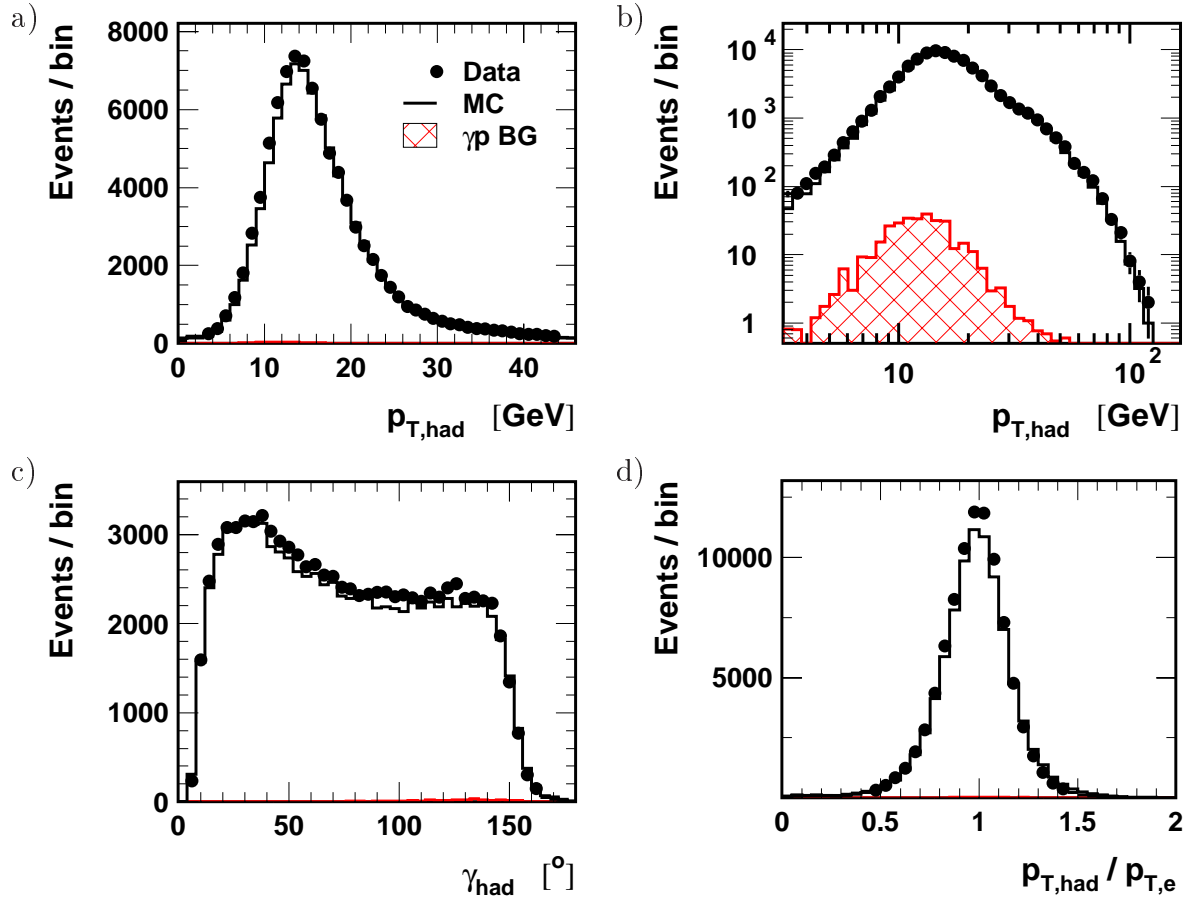 a)
Events / bin
8000
6000
4000
2000
0
0 10 20 30 40
p_T,had [GeV]
Data
MC
γp BG
b)
Events / bin
10^4
10^3
10^2
10
1
10 10^2
p_T,had [GeV]
c)
Events / bin
3000
2000
1000
0
0 50 100 150
γ_had [°]
d)
Events / bin
10000
5000
0 0.5 1 1.5 2
p_T,had / p_T,e